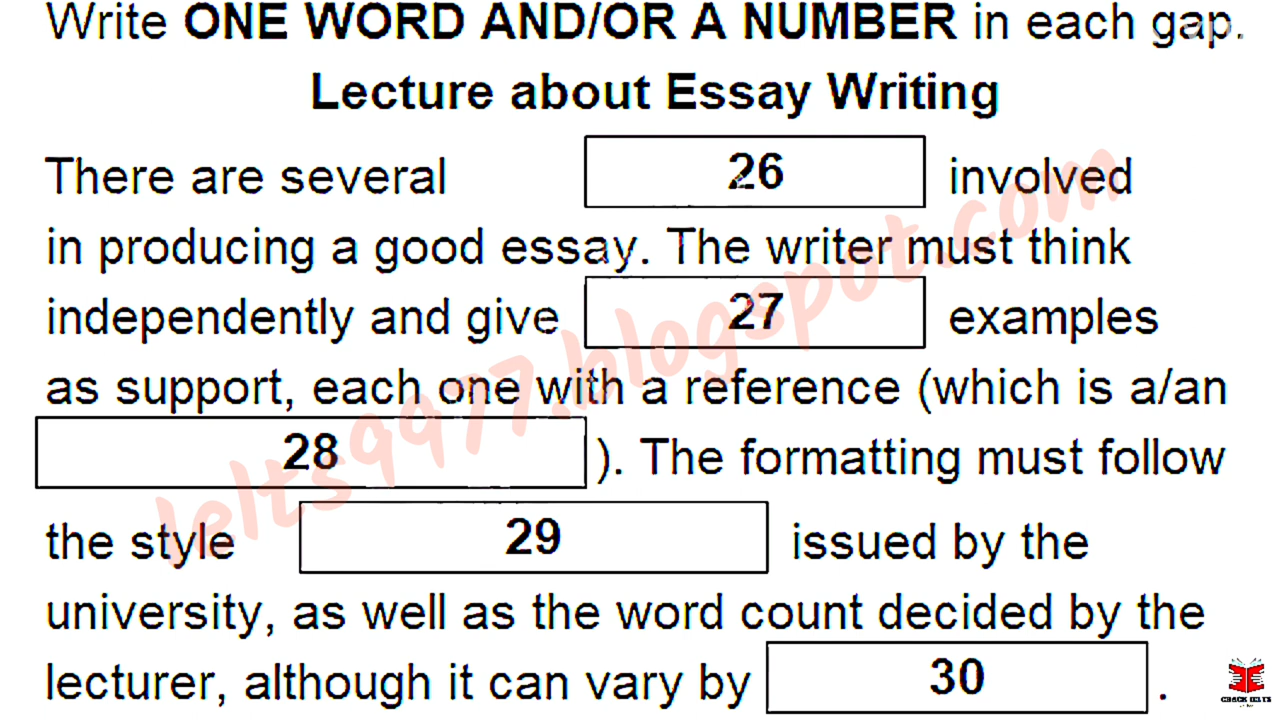 Write ONE WORD AND/OR A NUMBER in each gap.
Lecture about Essay Writing
There are several 26 involved
in producing a good essay. The writer must think
independently and give 27 examples
as support, each one with a reference (which is a/an
28 ). The formatting must follow
the style 29 issued by the
university, as well as the word count decided by the
lecturer, although it can vary by 30 .
Ielts9977.blogspot.com